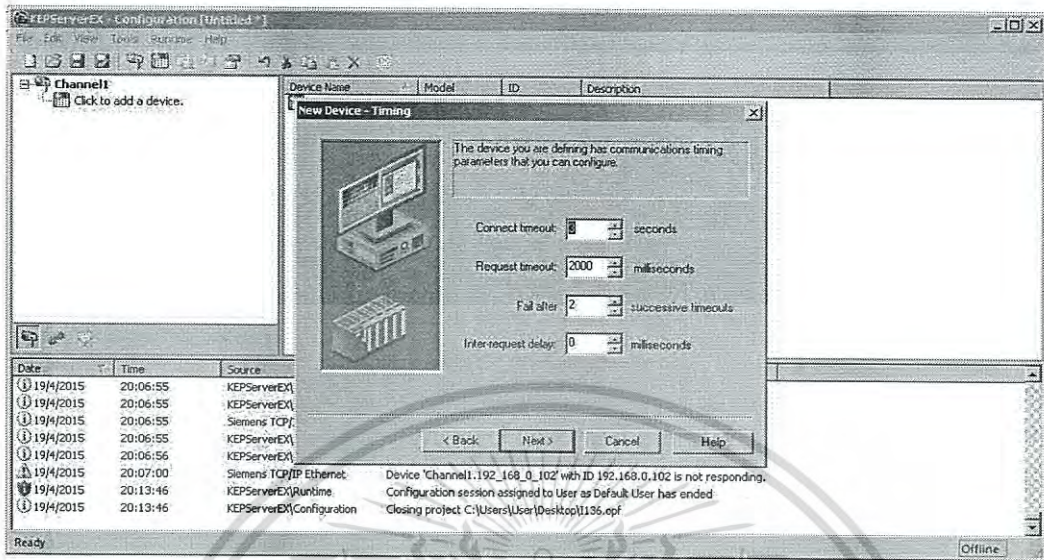 KEPServerEX - Configuration [Untitled *]
File Edit View Tools Runtime Help
Channel1
Click to add a device.
Device Name Model ID Description
New Device - Timing
The device you are defining has communications timing
parameters that you can configure.
Connect timeout: 3 seconds
Request timeout: 2000 milliseconds
Fail after 2 successive timeouts
Inter-request delay: 0 milliseconds
< Back Next > Cancel Help
Date Time Source
19/4/2015 20:06:55 KEPServerEX\
19/4/2015 20:06:55 KEPServerEX\
19/4/2015 20:06:55 Siemens TCP/
19/4/2015 20:06:55 KEPServerEX\
19/4/2015 20:06:56 KEPServerEX\
19/4/2015 20:07:00 Siemens TCP/IP Ethernet Device 'Channel1.192_168_0_102' with ID 192.168.0.102 is not responding.
19/4/2015 20:13:46 KEPServerEX\Runtime Configuration session assigned to User as Default User has ended
19/4/2015 20:13:46 KEPServerEX\Configuration Closing project C:\Users\User\Desktop\I136.opf
Ready Offline